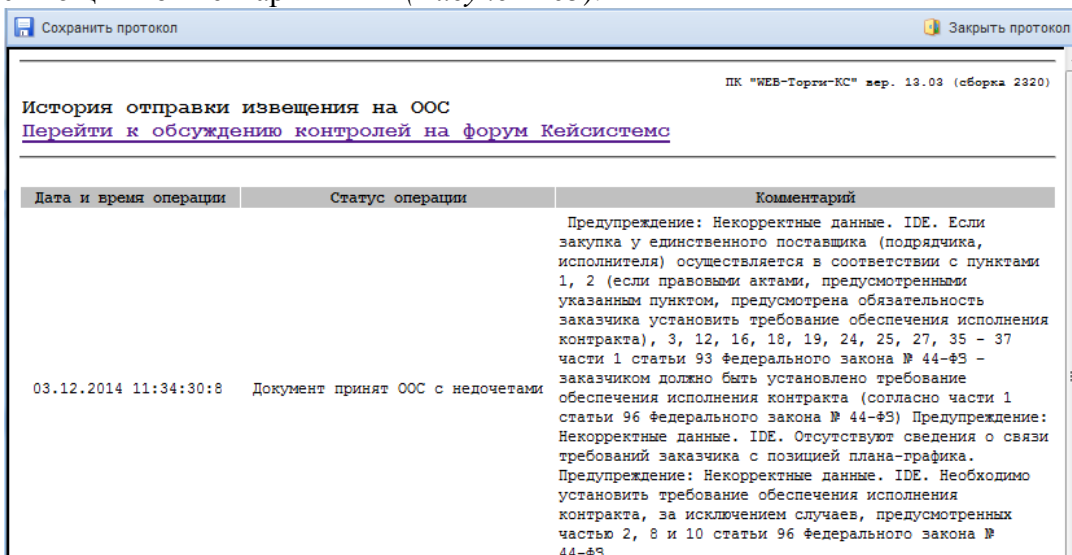 Сохранить протокол
Закрыть протокол
ПК "WEB-Торги-КС" вер. 13.03 (сборка 2320)
История отправки извещения на ООС
Перейти к обсуждению контролей на форум Кейсистемс
Дата и время операции Статус операции Комментарий
Предупреждение: Некорректные данные. IDE. Если
закупка у единственного поставщика (подрядчика,
исполнителя) осуществляется в соответствии с пунктами
1, 2 (если правовыми актами, предусмотренными
указанным пунктом, предусмотрена обязательность
заказчика установить требование обеспечения исполнения
контракта), 3, 12, 16, 18, 19, 24, 25, 27, 35 - 37
части 1 статьи 93 Федерального закона № 44-ФЗ -
03.12.2014 11:34:30:8 Документ принят ООС с недочетами заказчиком должно быть установлено требование
обеспечения исполнения контракта (согласно части 1
статьи 96 Федерального закона № 44-ФЗ) Предупреждение:
Некорректные данные. IDE. Отсутствуют сведения о связи
требований заказчика с позицией плана-графика.
Предупреждение: Некорректные данные. IDE. Необходимо
установить требование обеспечения исполнения
контракта, за исключением случаев, предусмотренных
частью 2, 8 и 10 статьи 96 Федерального закона №
44-ФЗ